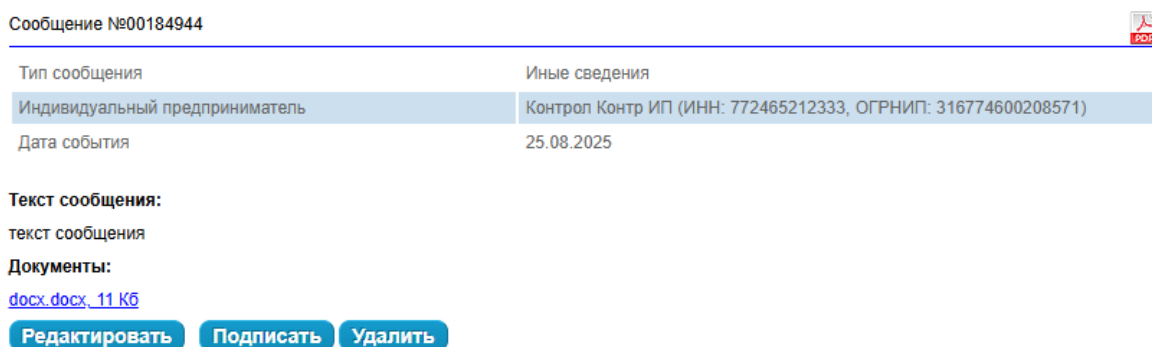 Сообщение №00184944
PDF
Тип сообщения Иные сведения
Индивидуальный предприниматель Контрол Контр ИП (ИНН: 772465212333, ОГРНИП: 316774600208571)
Дата события 25.08.2025
Текст сообщения:
текст сообщения
Документы:
docx.docx, 11 Кб
Редактировать Подписать Удалить